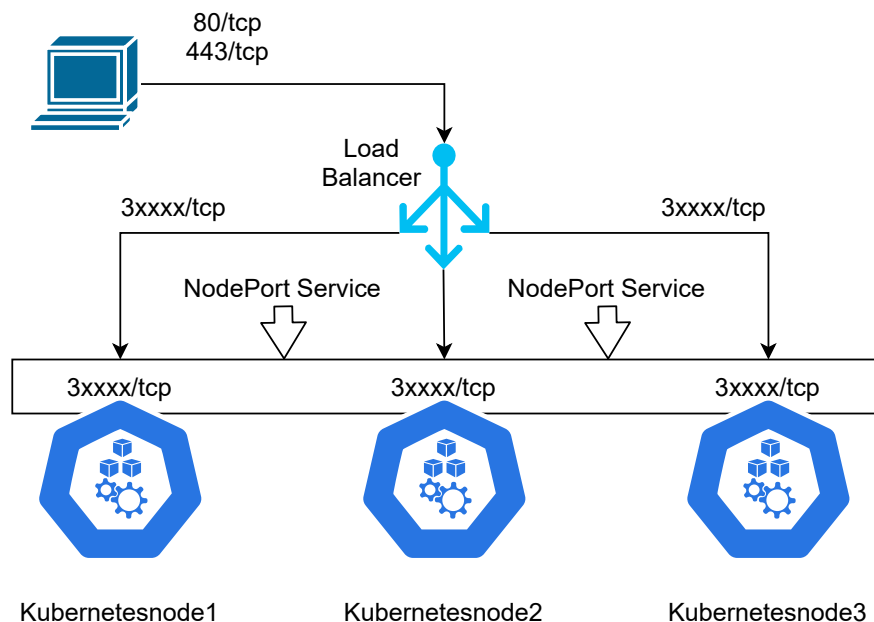 80/tcp
443/tcp
Load
Balancer
3xxxx/tcp
3xxxx/tcp
NodePort Service
NodePort Service
3xxxx/tcp
3xxxx/tcp
3xxxx/tcp
Kubernetesnode1
Kubernetesnode2
Kubernetesnode3